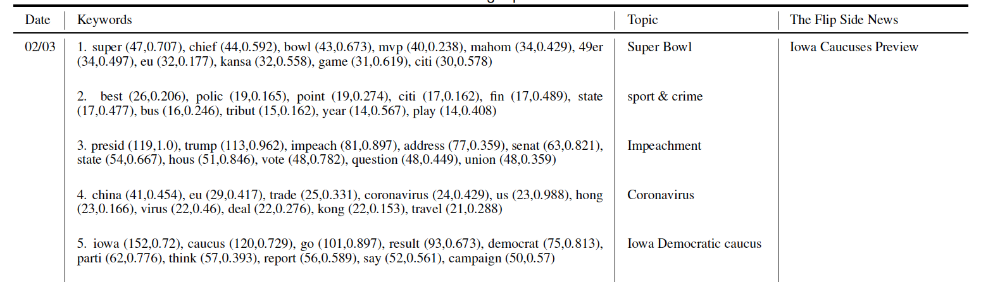 Date Keywords Topic The Flip Side News
02/03 1. super (47,0.707), chief (44,0.592), bowl (43,0.673), mvp (40,0.238), mahom (34,0.429), 49er Super Bowl Iowa Caucuses Preview
(34,0.497), eu (32,0.177), kansa (32,0.558), game (31,0.619), citi (30,0.578)
2. best (26,0.206), polic (19,0.165), point (19,0.274), citi (17,0.162), fin (17,0.489), state sport & crime
(17,0.477), bus (16,0.246), tribut (15,0.162), year (14,0.567), play (14,0.408)
3. presid (119,1.0), trump (113,0.962), impeach (81,0.897), address (77,0.359), senat (63,0.821), Impeachment
state (54,0.667), hous (51,0.846), vote (48,0.782), question (48,0.449), union (48,0.359)
4. china (41,0.454), eu (29,0.417), trade (25,0.331), coronavirus (24,0.429), us (23,0.988), hong Coronavirus
(23,0.166), virus (22,0.46), deal (22,0.276), kong (22,0.153), travel (21,0.288)
5. iowa (152,0.72), caucus (120,0.729), go (101,0.897), result (93,0.673), democrat (75,0.813), Iowa Democratic caucus
parti (62,0.776), think (57,0.393), report (56,0.589), say (52,0.561), campaign (50,0.57)